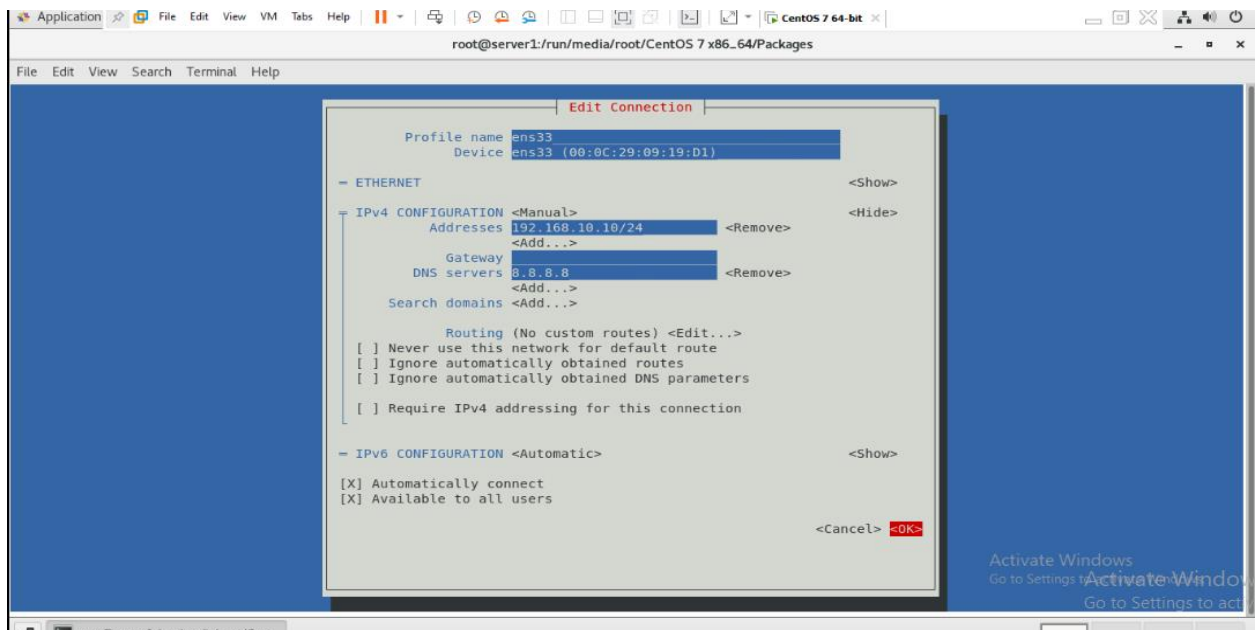 Application File Edit View VM Tabs Help CentOS 7 64-bit
root@server1:/run/media/root/CentOS 7 x86_64/Packages
File Edit View Search Terminal Help
Edit Connection
Profile name ens33
Device ens33 (00:0C:29:09:19:D1)
= ETHERNET <Show>
IPv4 CONFIGURATION <Manual> <Hide>
Addresses 192.168.10.10/24 <Remove>
<Add...>
Gateway
DNS servers 8.8.8.8 <Remove>
<Add...>
Search domains <Add...>
Routing (No custom routes) <Edit...>
[ ] Never use this network for default route
[ ] Ignore automatically obtained routes
[ ] Ignore automatically obtained DNS parameters
[ ] Require IPv4 addressing for this connection
= IPv6 CONFIGURATION <Automatic> <Show>
[X] Automatically connect
[X] Available to all users
<Cancel> <OK>
Activate Windows
Go to Settings
Activate Window
Go to Settings to act